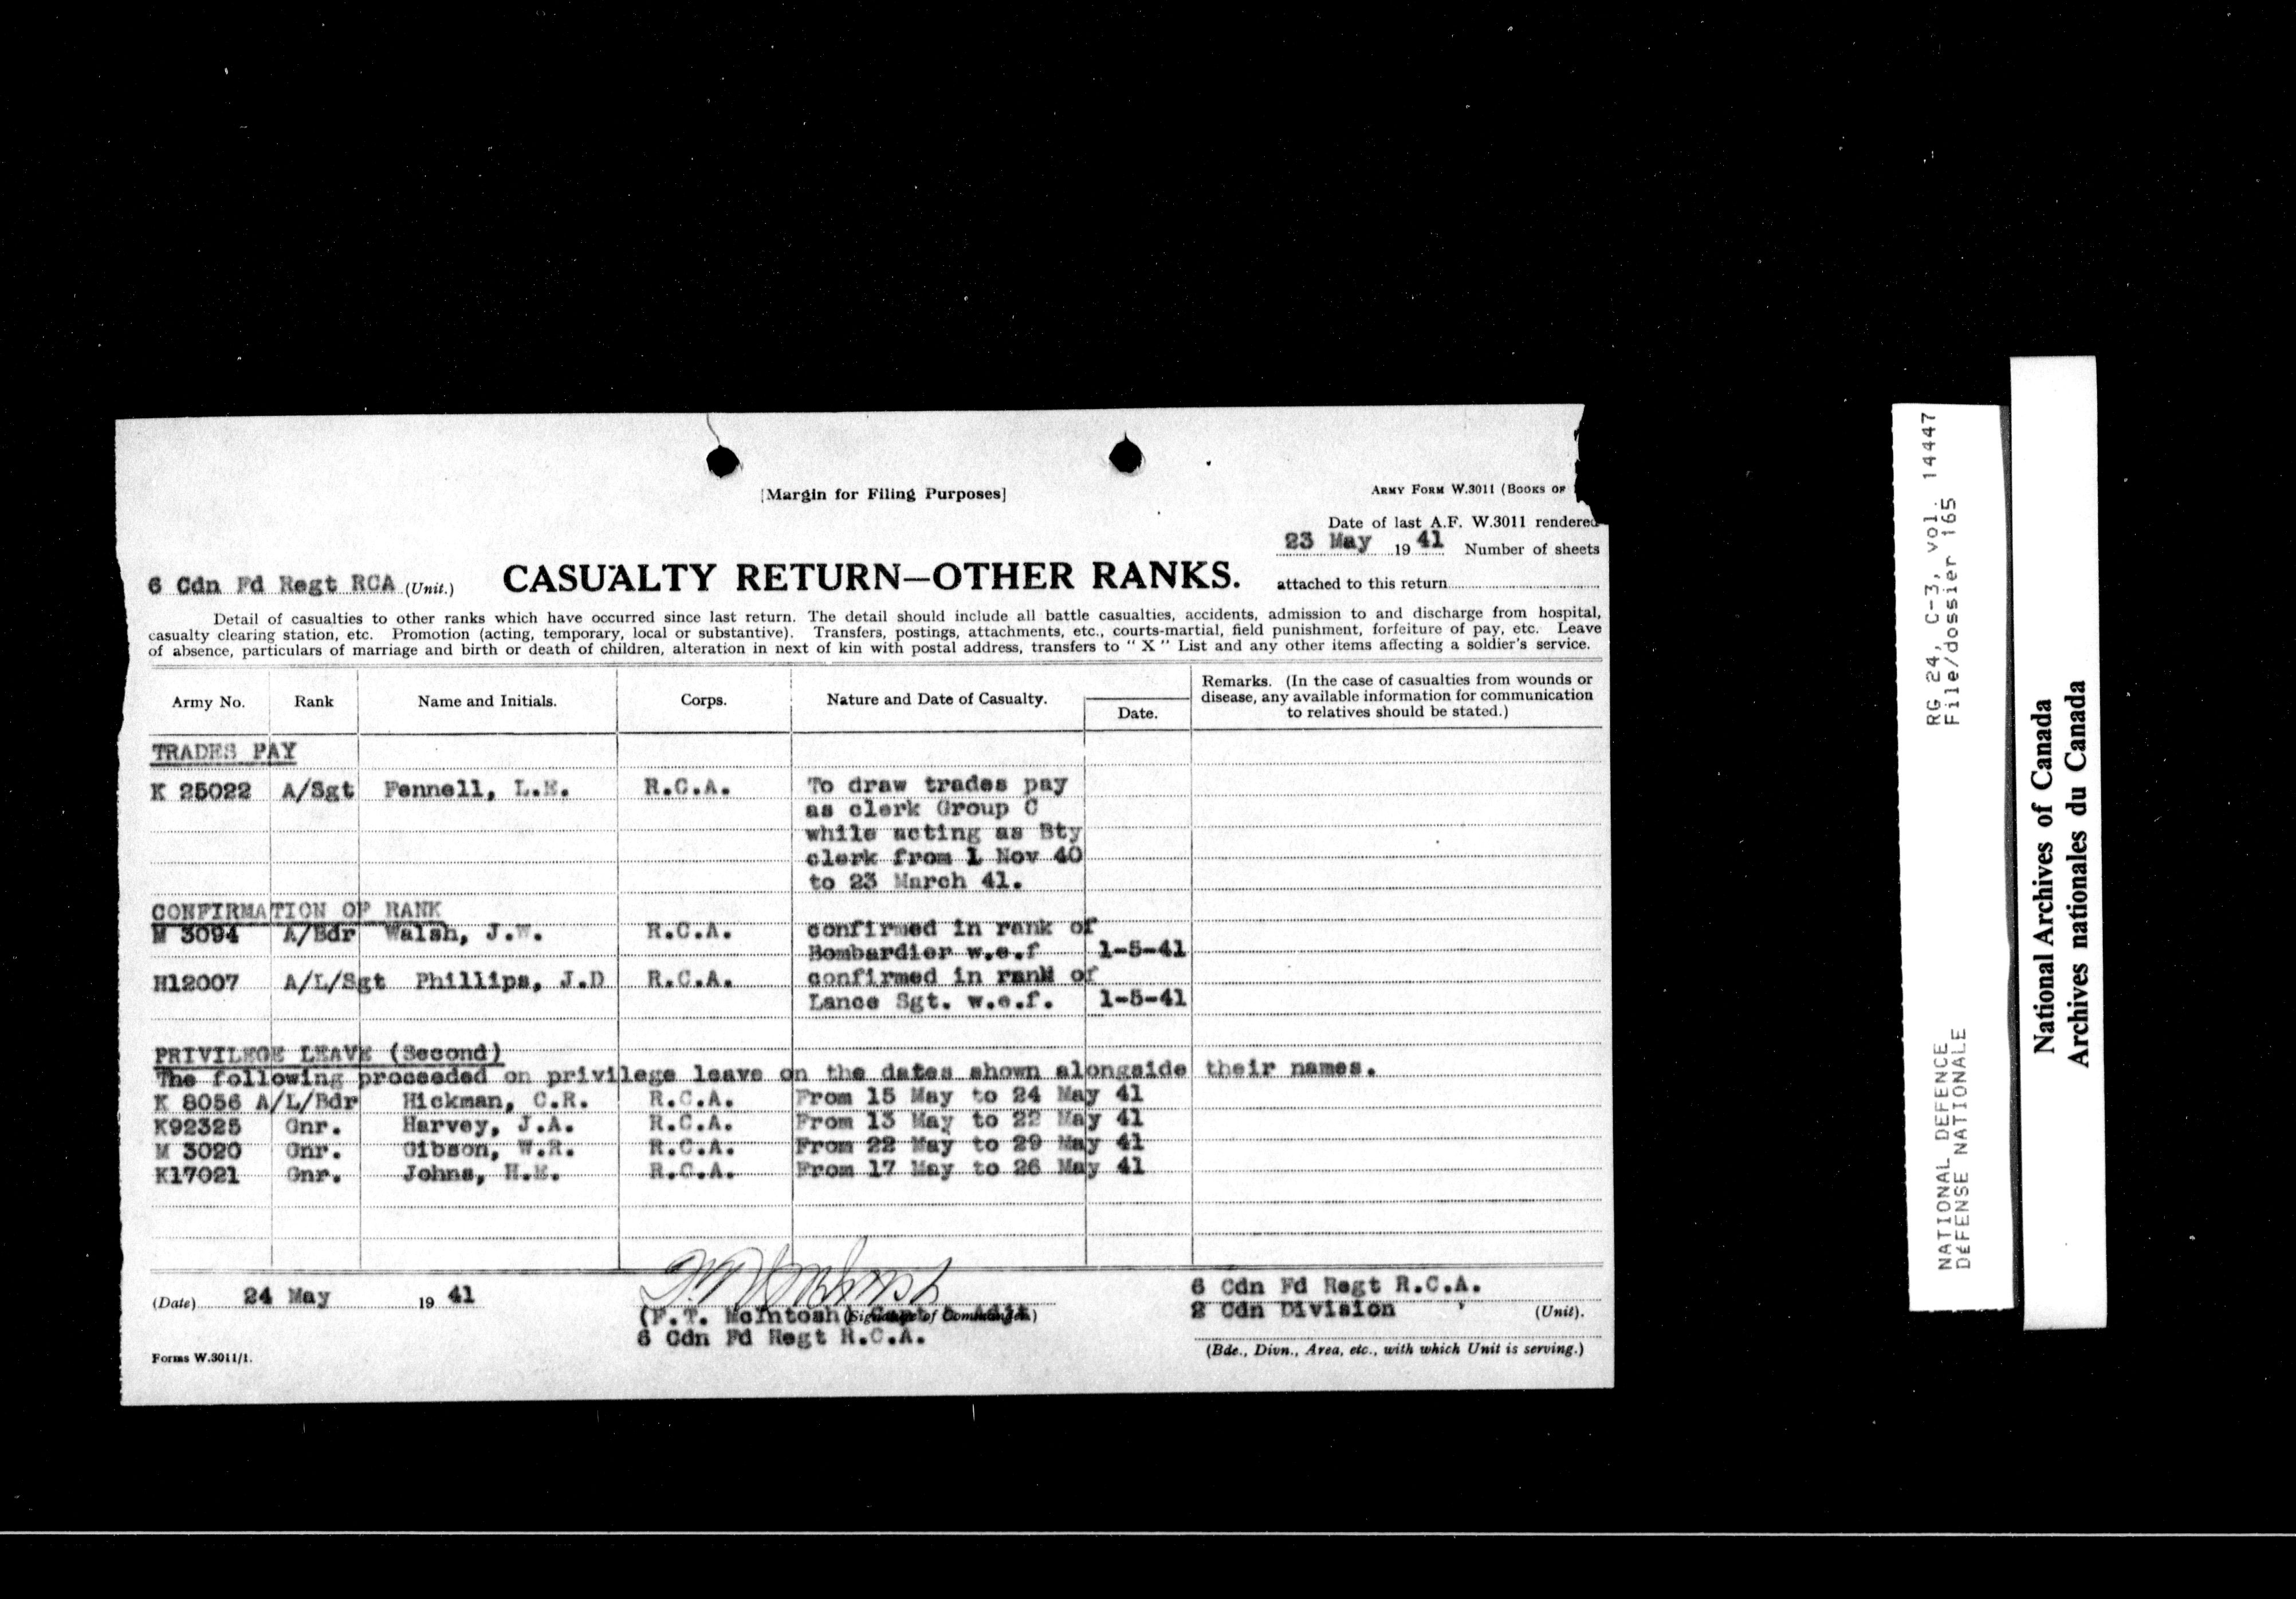 [Margin for Filing Purposes]
ARMY FORM W.3011 (BOOKS OF
Date of last A.F. W.3011 rendered
23 May 19 41 Number of sheets
attached to this return
6 Cdn Fd Regt RCA (Unit.) CASUALTY RETURN—OTHER RANKS.
Detail of casualties to other ranks which have occurred since last return. The detail should include all battle casualties, accidents, admission to and discharge from hospital,
casualty clearing station, etc. Promotion (acting, temporary, local or substantive). Transfers, postings, attachments, etc., courts-martial, field punishment, forfeiture of pay, etc. Leave
of absence, particulars of marriage and birth or death of children, alteration in next of kin with postal address, transfers to " X " List and any other items affecting a soldier's service.
Army No. Rank Name and Initials. Corps. Nature and Date of Casualty. Date.
Remarks. (In the case of casualties from wounds or
disease, any available information for communication
to relatives should be stated.)
TRADES PAY
K 25022 A/Sgt Fennell, L.E. R.C.A. To draw trades pay
as clerk Group C
while acting as Bty
clerk from 1 Nov 40
to 23 March 41.
CONFIRMATION OF RANK
M 3094 A/Bdr Walsh, J.W. R.C.A. confirmed in rank of
Bombardier w.e.f 1-5-41
H12007 A/L/Sgt Phillips, J.D R.C.A. confirmed in rank of
Lance Sgt. w.e.f. 1-5-41
PRIVILEGE LEAVE (Second)
The following proceeded on privilege leave on the dates shown alongside their names.
K 8056 A/L/Bdr Hickman, C.R. R.C.A. From 15 May to 24 May 41
K92325 Gnr. Harvey, J.A. R.C.A. From 13 May to 22 May 41
M 3020 Gnr. Gibson, W.R. R.C.A. From 22 May to 29 May 41
K17021 Gnr. Johns, H.E. R.C.A. From 17 May to 26 May 41
(Date) 24 May 19 41
(F.T. McIntosh) Capt & Adjt
(Signature of Commander)
6 Cdn Fd Regt R.C.A.
6 Cdn Fd Regt R.C.A.
2 Cdn Division (Unit).
(Bde., Divn., Area, etc., with which Unit is serving.)
Forms W.3011/1.
RG 24, C-3, vol. 14447
File/dossier 165
NATIONAL DEFENCE
DÉFENSE NATIONALE
National Archives of Canada
Archives nationales du Canada